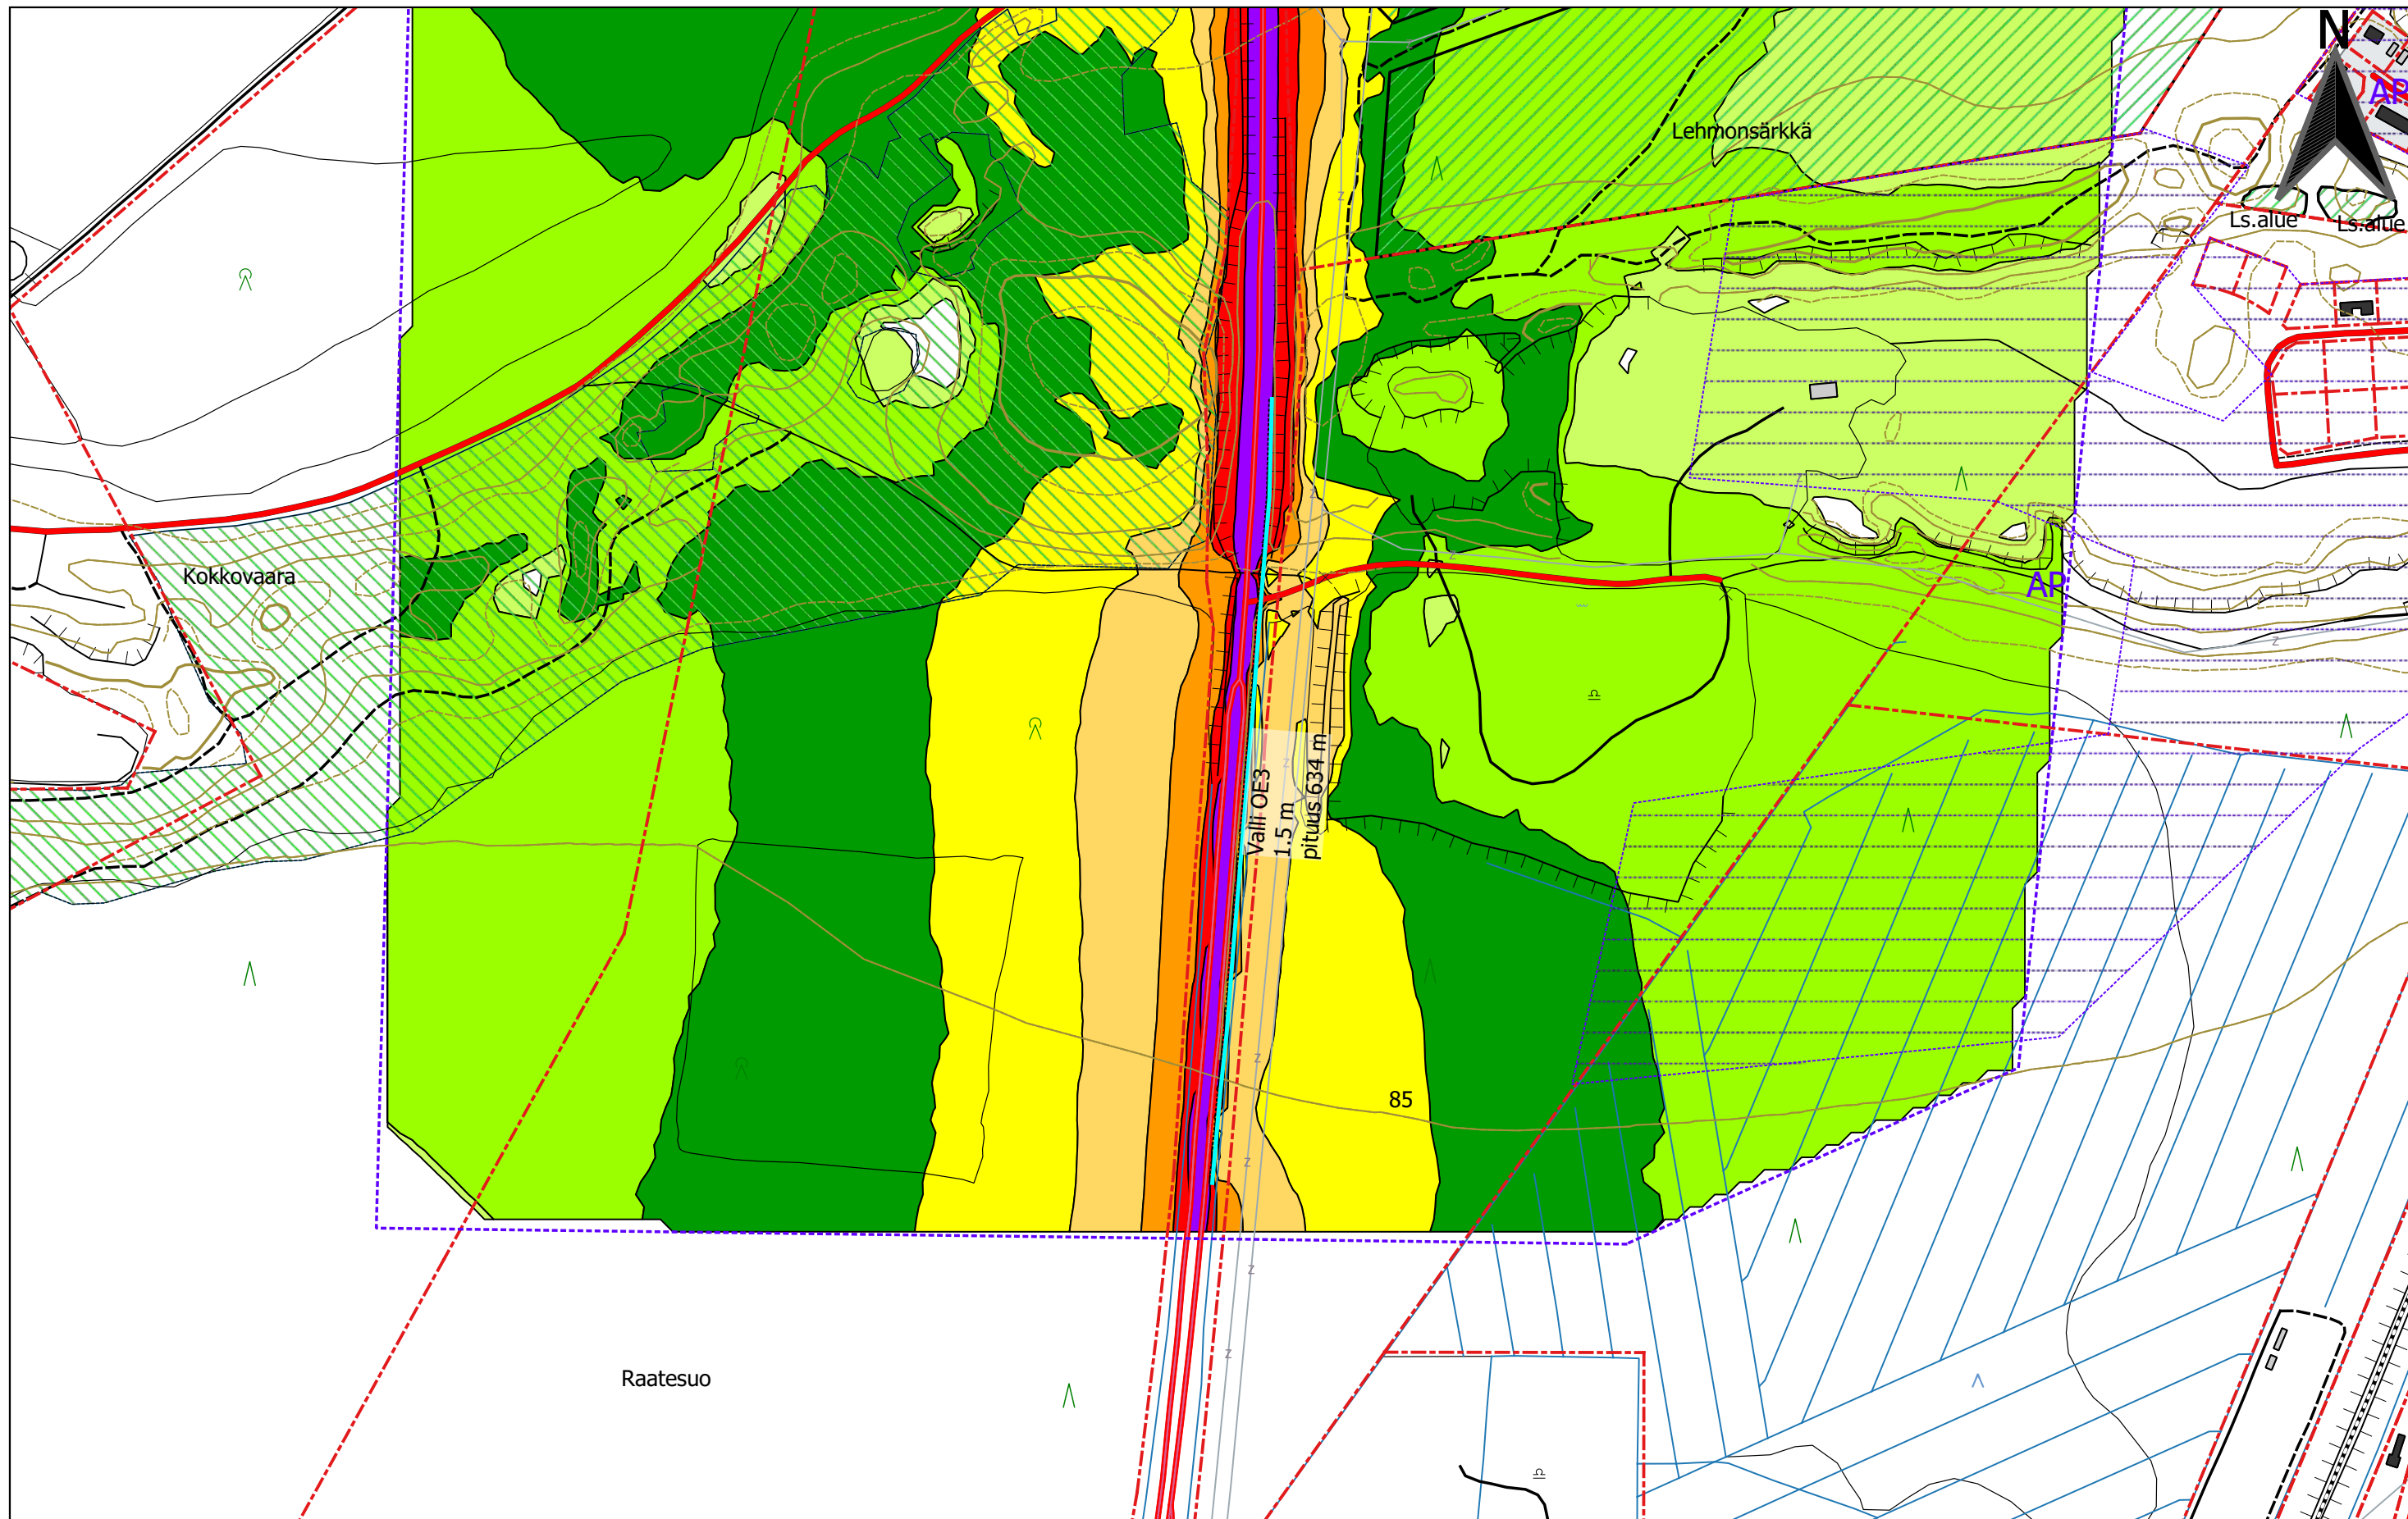 N
AP
Lehmonsärkkä
Ls.alue
Ls.alue
Kokkovaara
AP
Valli OE3
1.5 m
pituus 634 m
85
Raatesuo